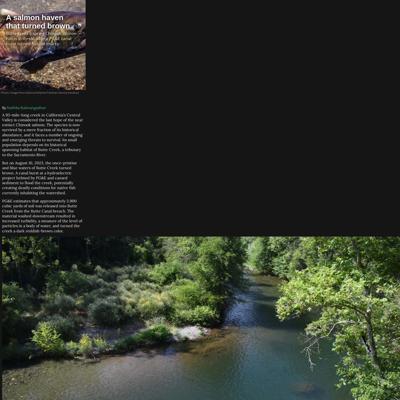 A salmon haven
that turned brown
By Radhika Rukmangadhan
A 93-mile-long creek in California's Central
Valley is considered the last hope of the near
extinct Chinook salmon. The species is now
survived by a mere fraction of its historical
abundance, and it faces a number of ongoing
and emerging threats to survival. Its small
population depends on its historical
spawning habitat of Butte Creek, a tributary
to the Sacramento River.
But on August 10, 2023, the once-pristine
and blue waters of Butte Creek turned
brown. A canal burst at a hydroelectric
project helmed by PG&E and caused
sediment to flood the creek, potentially
creating deadly conditions for native fish
currently inhabiting the watershed.
PG&E estimates that approximately
cubic yards of soil was released into Butte
Creek from the Butte Canal breach. The
material washed downstream resulted in
increased turbidity, a measure of the level of
particles in a body of water, and turned the
creek a dark reddish-brown color.